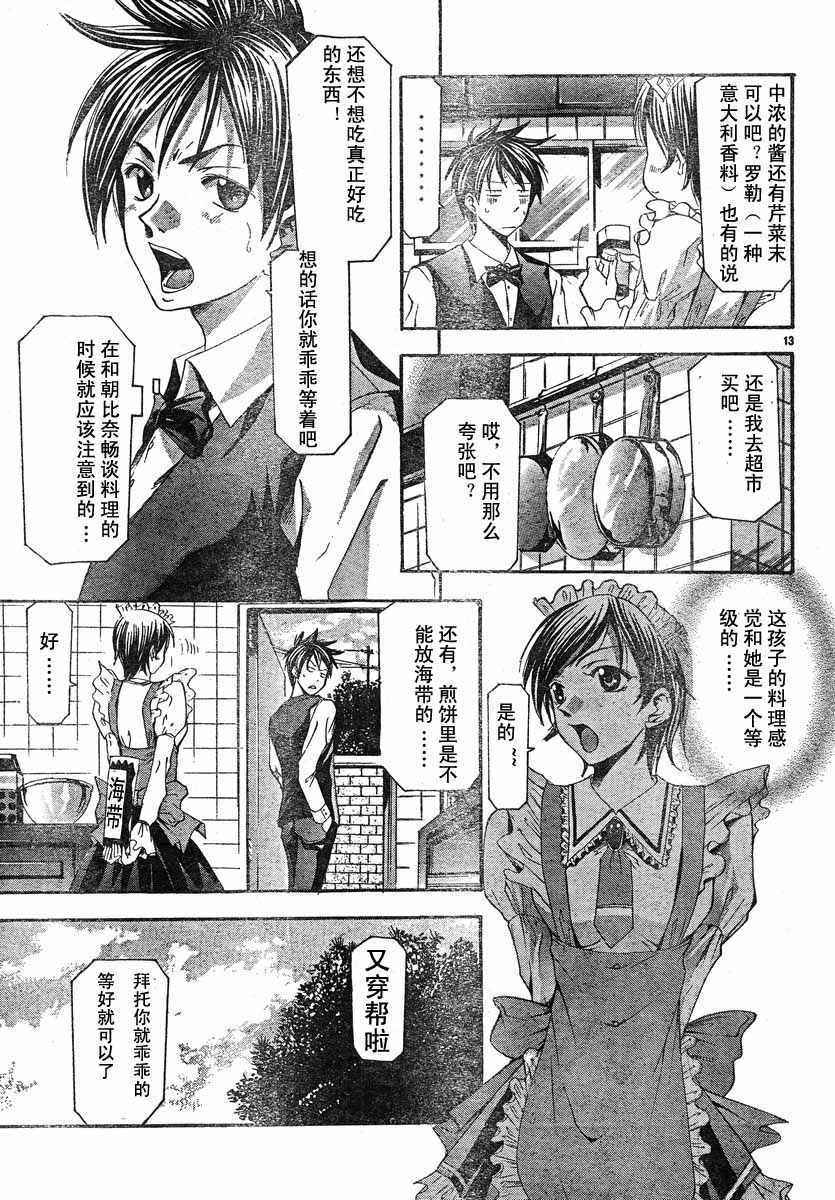 中浓的酱还有芹菜末
可以吧？罗勒（一种
意大利香料）也有的说
………
13
还是我去超市
买吧……
哎，不用那么
夸张吧？
还想不想吃真正好吃
的东西！
想的话你就乖乖等着吧
在和朝比奈畅谈料理的
时候就应该注意到的…
这孩子的料理感
觉和她是一个等
级的……
是的~~
还有，煎饼里是不
能放海带的……
好……
海带
又穿帮啦
拜托你就乖乖的
等好就可以了